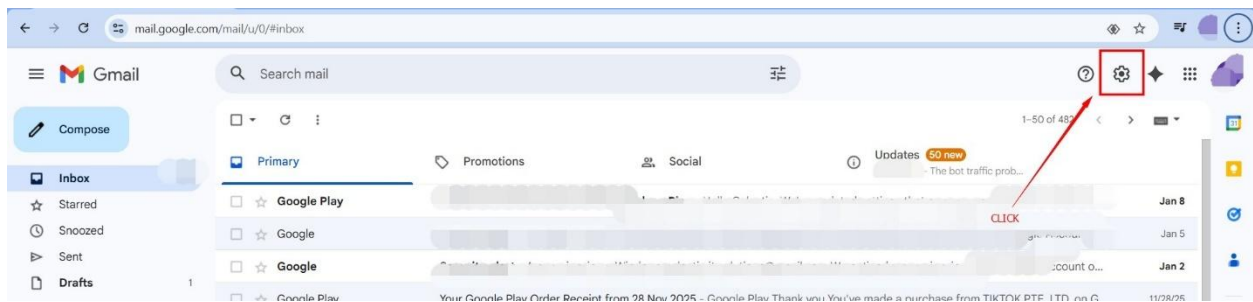 mail.google.com/mail/u/0/#inbox
Gmail
Search mail
Compose
1–50 of 482
31
Primary
Promotions
Social
Updates 50 new
- The bot traffic prob...
Inbox
Starred
Google Play
Jan 8
CLICK
Snoozed
Google
Jan 5
Sent
Google
account o...
Jan 2
Drafts 1
Google Play
Your Google Play Order Receipt from 28 Nov 2025 - Google Play Thank you You've made a purchase from TIKTOK PTE. LTD. on G
11/28/25